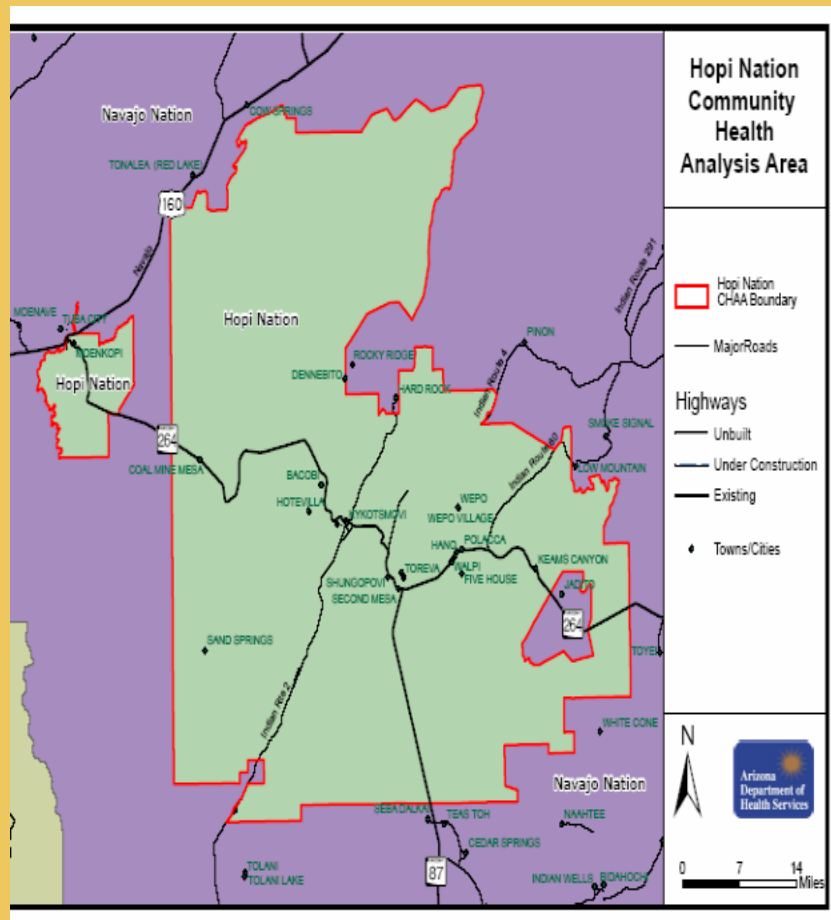 Hopi Nation
Community
Health
Analysis Area
Hopi Nation
CHAA Boundary
MajorRoads
Highways
Unbuilt
Under Construction
Existing
Towns/Cities
N
Arizona
Department of
Health Services
0 7 14
Miles
Navajo Nation
COW SPRINGS
TONALEA (RED LAKE)
160
Navajo
Indian Route 291
MOENAVE
TUBA CITY
MOENKOPI
Hopi Nation
Hopi Nation
PINON
ROCKY RIDGE
DENNEBITO
HARD ROCK
Indian Route 4
SMOKE SIGNAL
264
COAL MINE MESA
Indian Route 60
LOW MOUNTAIN
BACOBI
HOTEVILLA
WEPO
KYKOTSMOVI
WEPO VILLAGE
HANO
POLACCA
WALPI
KEAMS CANYON
TOREVA
FIVE HOUSE
SHUNGOPOVI
SECOND MESA
JADITO
264
SAND SPRINGS
TOYEI
Indian Rte 2
WHITE CONE
Navajo Nation
SEBA DALKAI
TEAS TOH
NAAHTEE
CEDAR SPRINGS
TOLANI
TOLANI LAKE
87
INDIAN WELLS
BIDAHOCHI